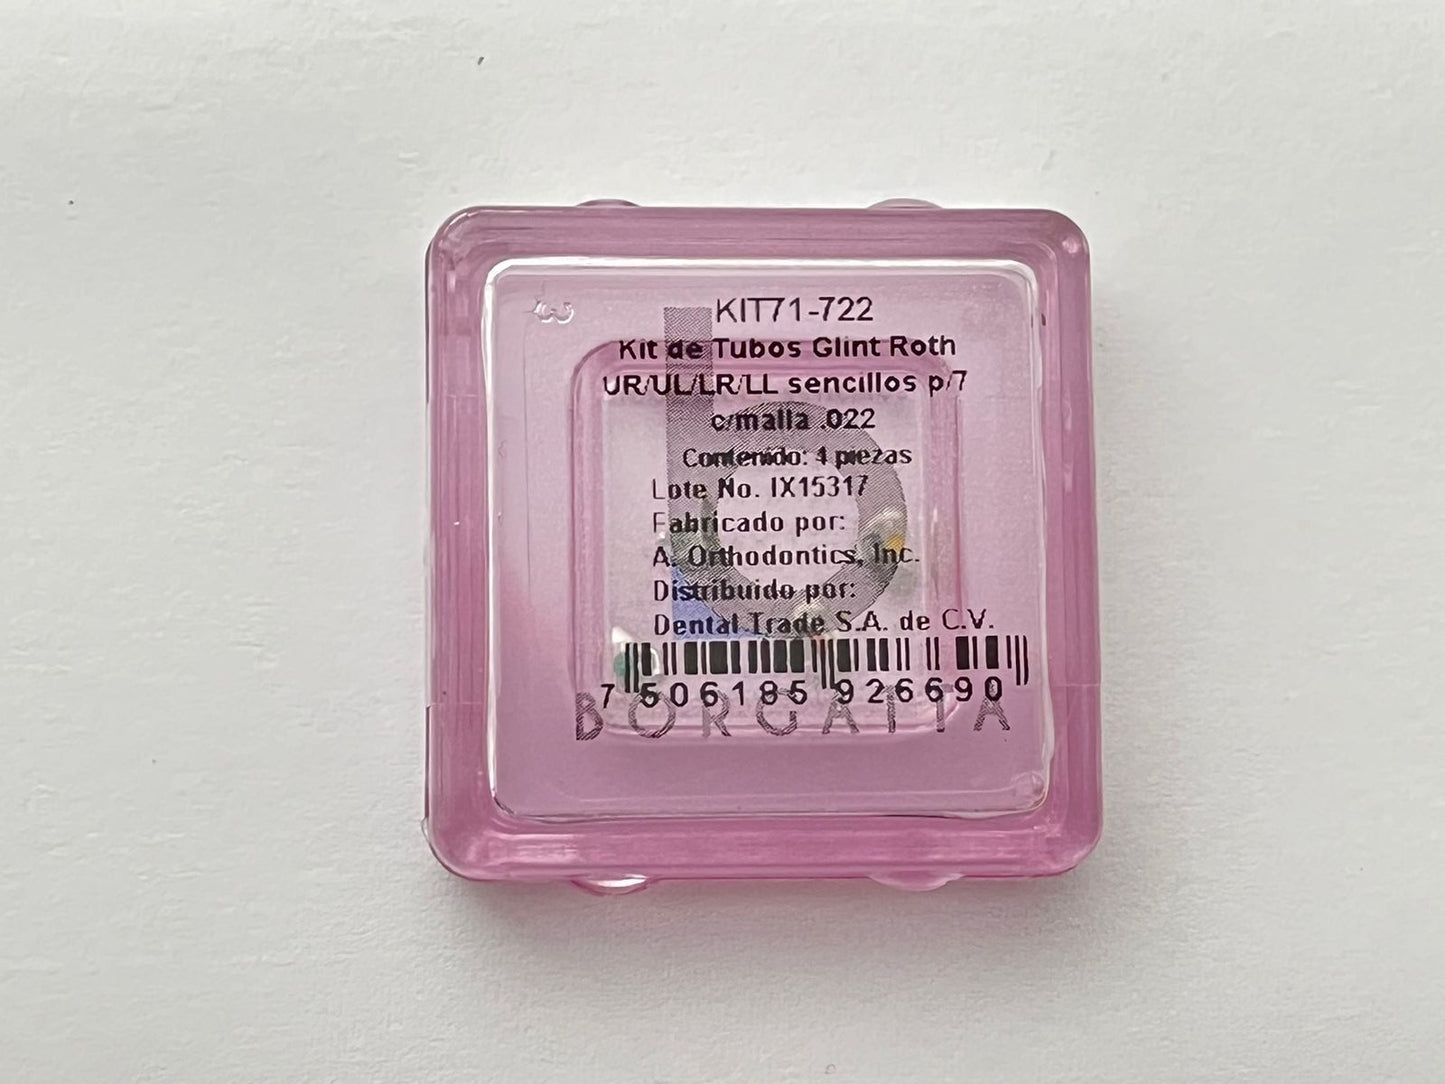 KIT71-722
Kit de Tubos Glint Roth
UR/UL/LR/LL sencillos p/7
c/malla .022
Contenido: 4 piezas
Lote No. IX15317
Fabricado por:
A. Orthodontics, Inc.
Distribuido por:
Dental Trade S.A. de C.V.
7 506185 926690
BORGATTA
3